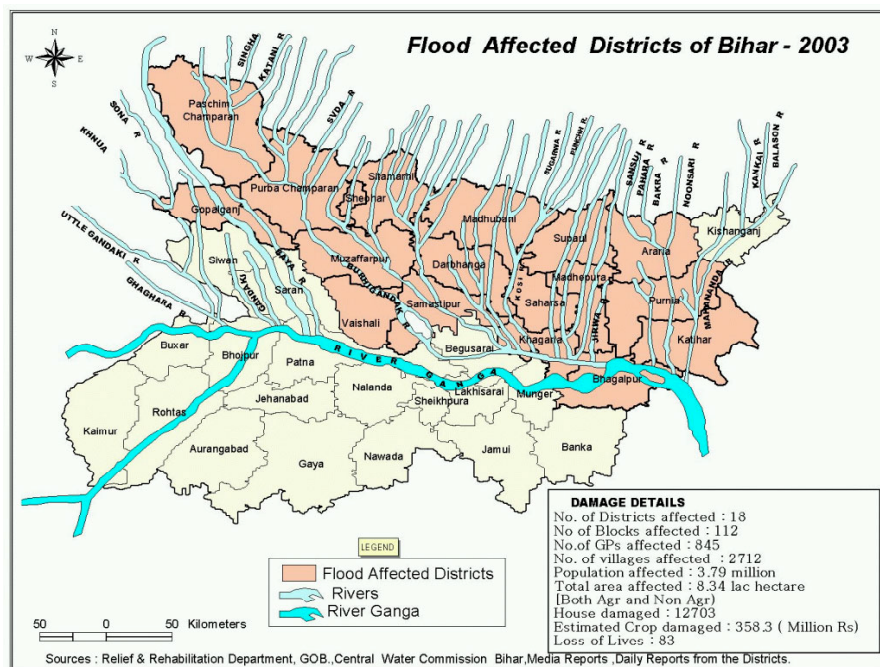 Flood Affected Districts of Bihar - 2003
N
W
E
S
SINGHA
KATANI R
SONA R
KHNUA
Paschim
Champaran
SVDA R
Purba Champaran
Sitamarhi
Sheohar
TUGARWA R
PUNCHH R
SANSUI R
PAHARA R
BAKRA R
NOONSARI R
KANKAI R
BALASON R
Gopalganj
Madhubani
Supaul
Araria
Kishanganj
UTTLE GANDAKI R
Siwan
GHAGHARA R
GANDAKI
GAYA R
Saran
Muzaffarpur
BURHIGANDAK R
Darbhanga
KOSI R
Madhepura
Saharsa
Purnia
MAHANANDA R
JIRWA R
Vaishali
Samastipur
Khagaria
Katihar
Begusarai
Buxar
Bhojpur
Patna
RIVER GANGA
Bhagalpur
Nalanda
Lakhisarai
Munger
Sheikhpura
Jehanabad
Rohtas
Kaimur
Aurangabad
Gaya
Nawada
Jamui
Banka
DAMAGE DETAILS
No. of Districts affected : 18
No of Blocks affected : 112
No.of GPs affected : 845
No. of villages affected : 2712
Population affected : 3.79 million
Total area affected : 8.34 lac hectare
[Both Agr and Non Agr)
House damaged : 12703
Estimated Crop damaged : 358.3 ( Million Rs)
Loss of Lives : 83
LEGEND
Flood Affected Districts
Rivers
River Ganga
50 0 50 Kilometers
Sources : Relief & Rehabilitation Department, GOB.,Central Water Commission Bihar,Media Reports ,Daily Reports from the Districts.